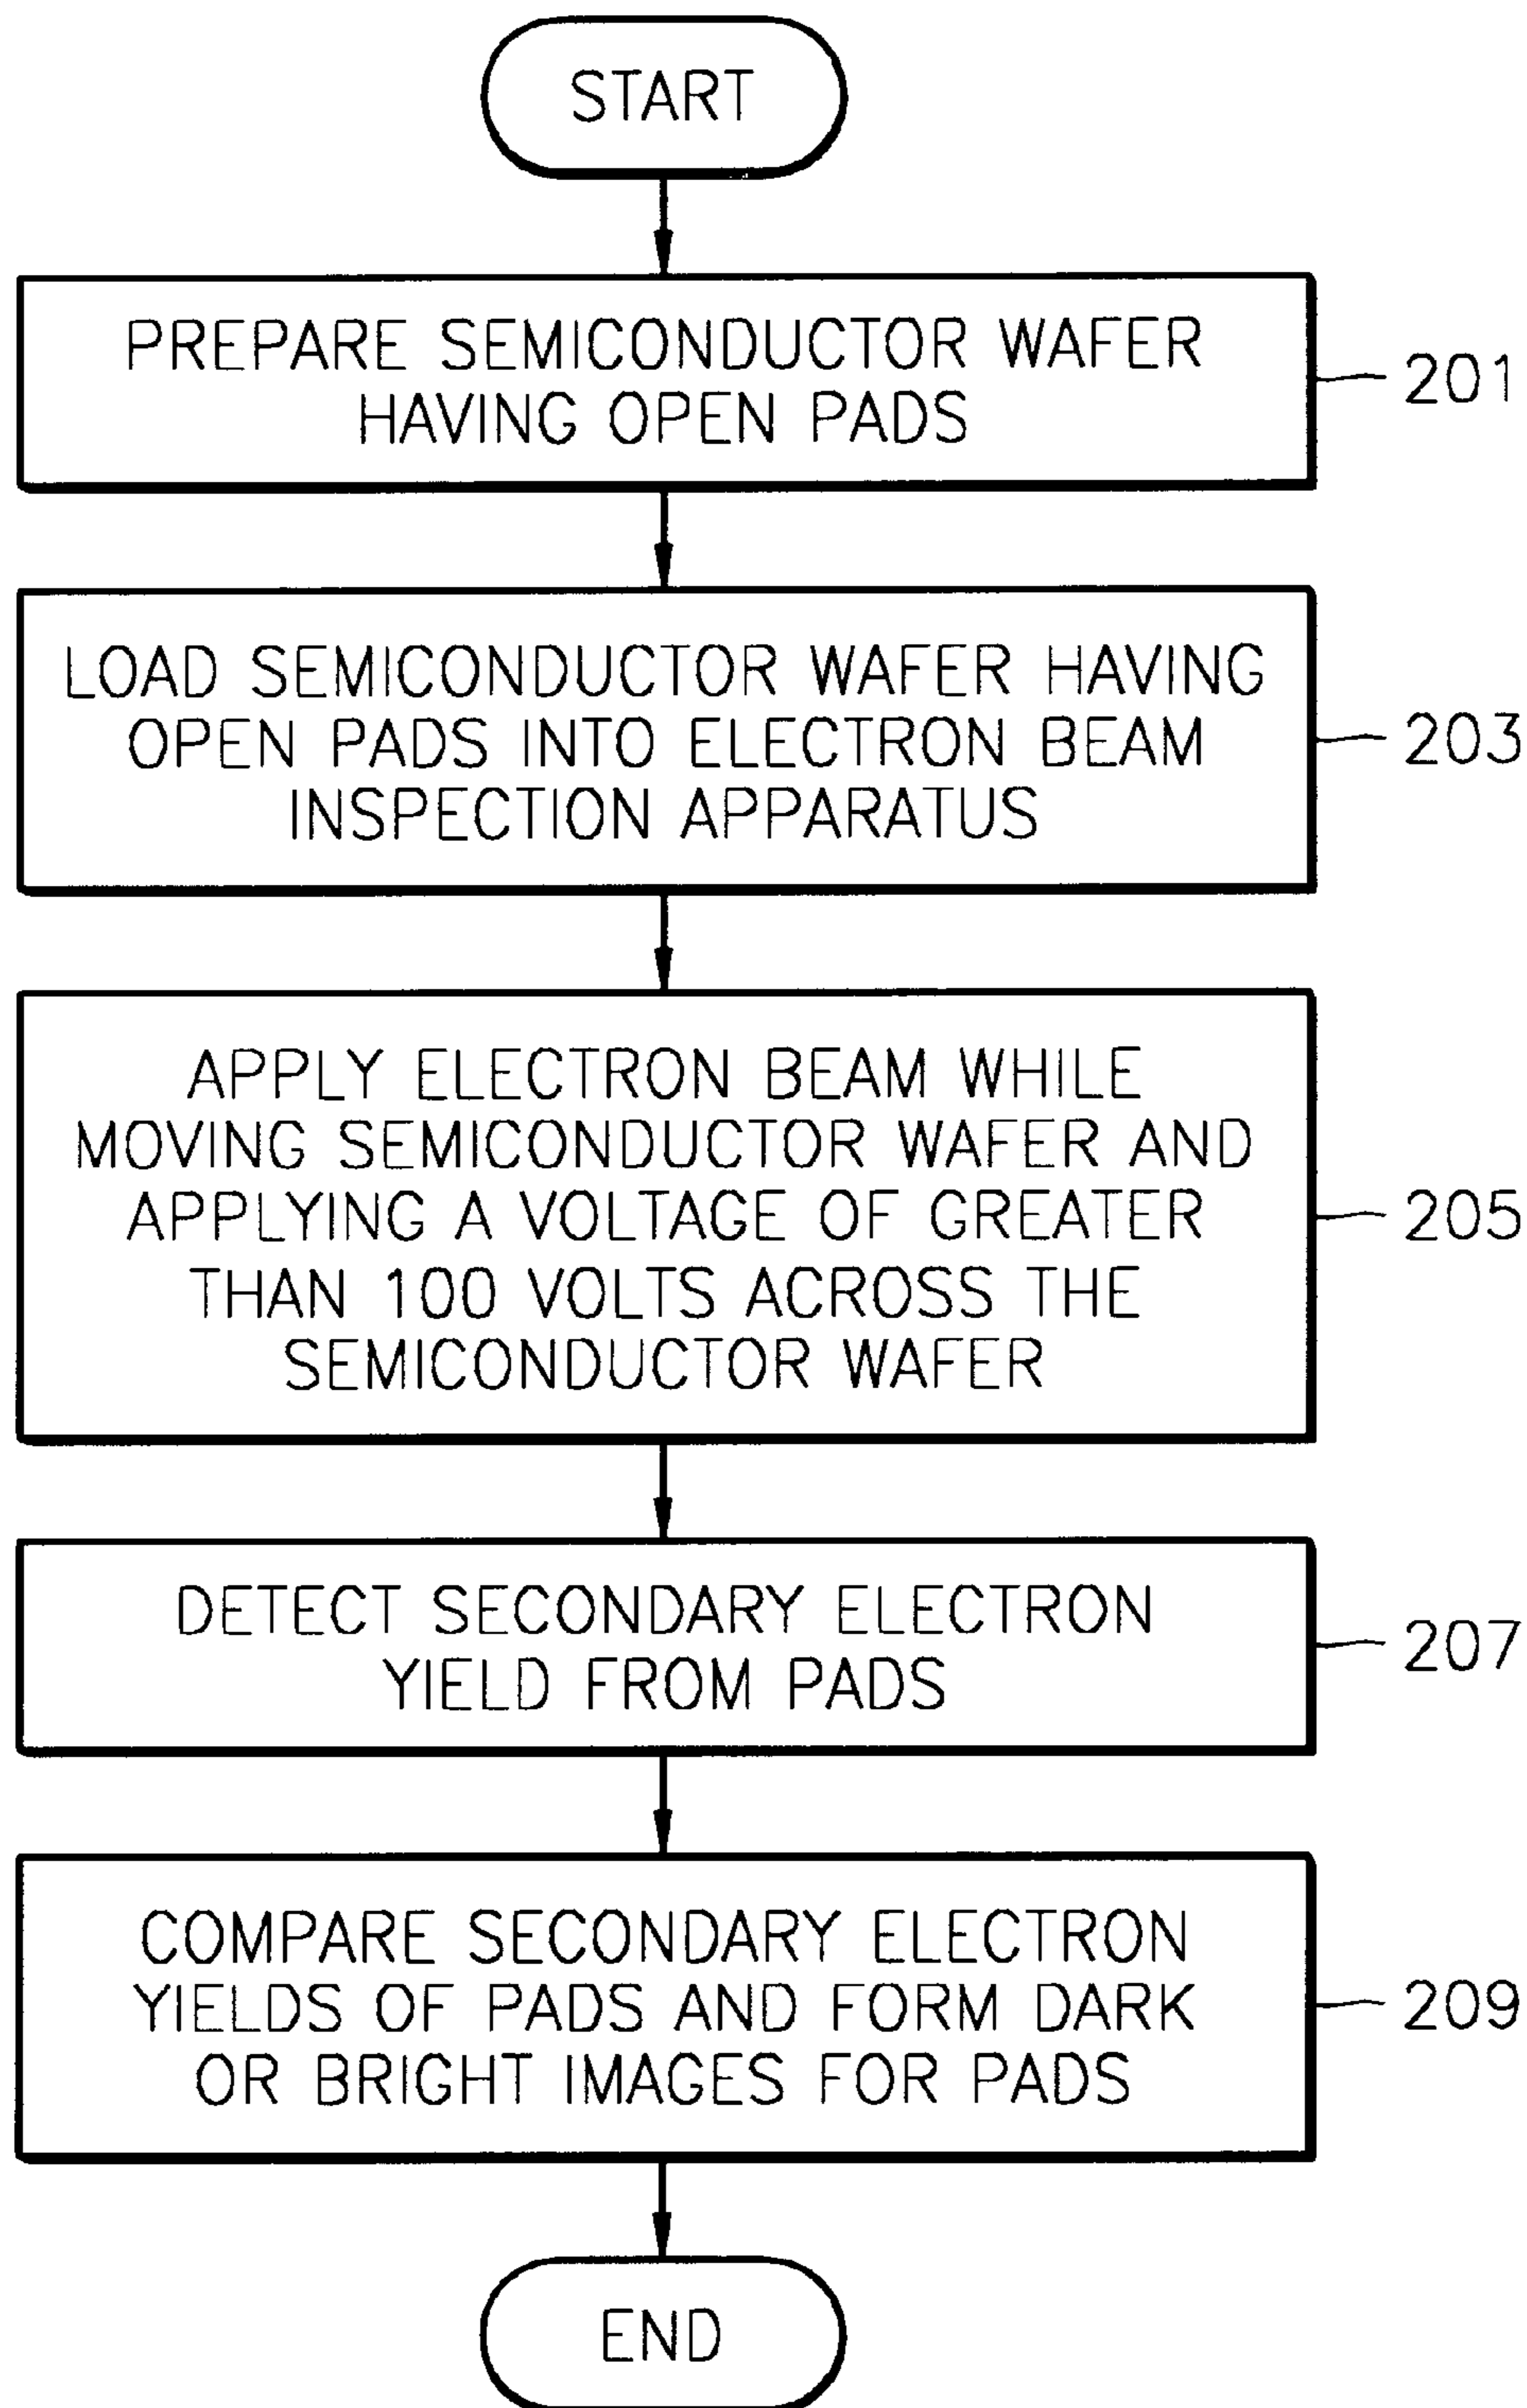 START
PREPARE SEMICONDUCTOR WAFER
HAVING OPEN PADS
201
LOAD SEMICONDUCTOR WAFER HAVING
OPEN PADS INTO ELECTRON BEAM
INSPECTION APPARATUS
203
APPLY ELECTRON BEAM WHILE
MOVING SEMICONDUCTOR WAFER AND
APPLYING A VOLTAGE OF GREATER
THAN 100 VOLTS ACROSS THE
SEMICONDUCTOR WAFER
205
DETECT SECONDARY ELECTRON
YIELD FROM PADS
207
COMPARE SECONDARY ELECTRON
YIELDS OF PADS AND FORM DARK
OR BRIGHT IMAGES FOR PADS
209
END